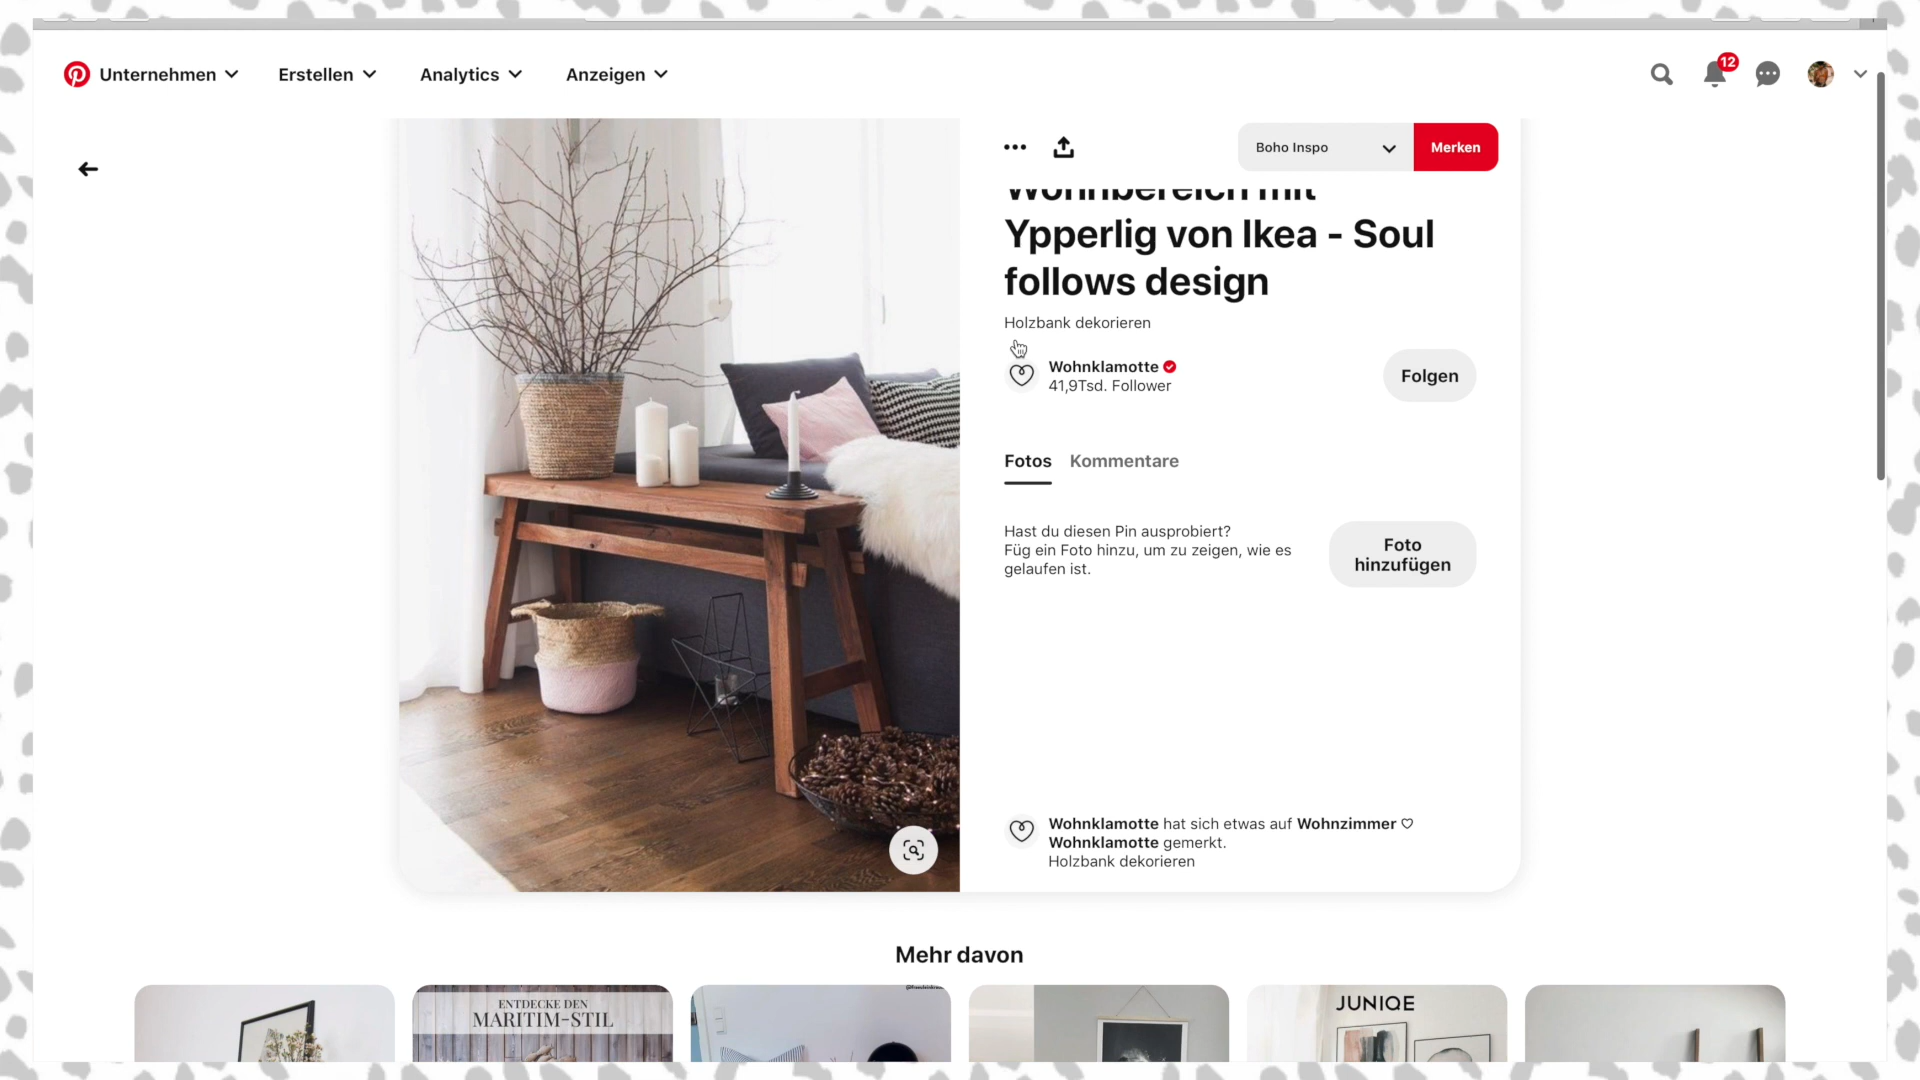 Unternehmen
Erstellen
Analytics
Anzeigen
12
Boho Inspo
Merken
Wohnbereich mit
Ypperlig von Ikea - Soul
follows design
Holzbank dekorieren
Wohnklamotte
41,9Tsd. Follower
Folgen
Fotos
Kommentare
Hast du diesen Pin ausprobiert?
Füg ein Foto hinzu, um zu zeigen, wie es
gelaufen ist.
Foto
hinzufügen
Wohnklamotte hat sich etwas auf Wohnzimmer ♡
Wohnklamotte gemerkt.
Holzbank dekorieren
Mehr davon
ENTDECKE DEN
MARITIM-STIL
JUNIQE